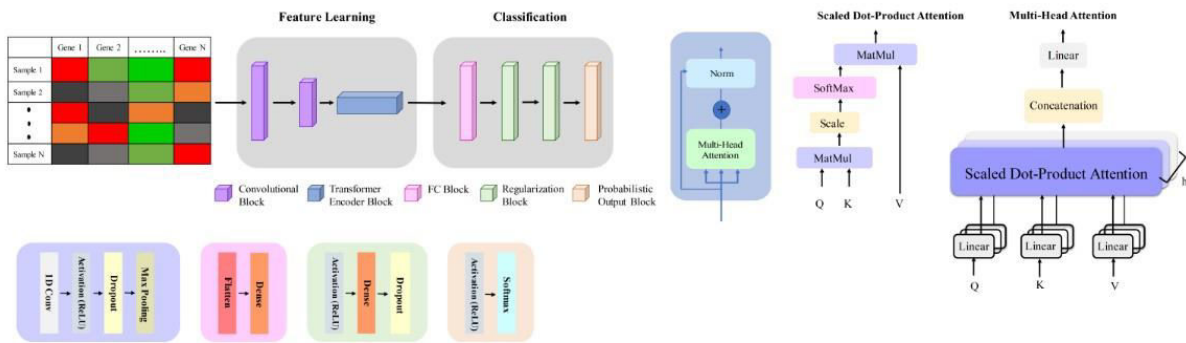 Feature Learning
Classification
Scaled Dot-Product Attention
Multi-Head Attention
Gene 1
Gene 2
........
Gene N
Sample 1
Sample 2
Sample N
Convolutional
Block
Transformer
Encoder Block
FC Block
Regularization
Block
Probabilistic
Output Block
1D Conv
Activation (ReLU)
Dropout
Max Pooling
Flatten
Dense
Activation (ReLU)
Dense
Dropout
Activation (ReLU)
Softmax
Norm
+
Multi-Head
Attention
MatMul
SoftMax
Scale
MatMul
Q
K
V
Linear
Concatenation
Scaled Dot-Product Attention
h
Linear
Linear
Linear
Q
K
V